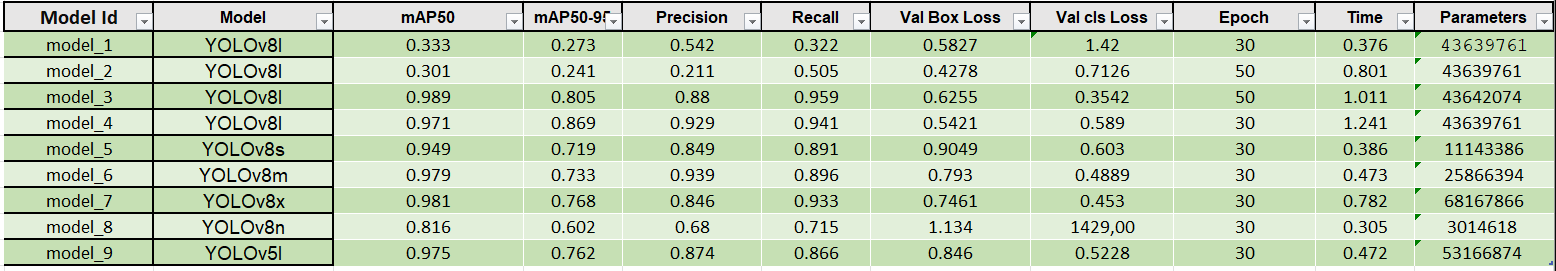 Model Id Model mAP50 mAP50-95 Precision Recall Val Box Loss Val cls Loss Epoch Time Parameters
model_1 YOLOv8l 0.333 0.273 0.542 0.322 0.5827 1.42 30 0.376 43639761
model_2 YOLOv8l 0.301 0.241 0.211 0.505 0.4278 0.7126 50 0.801 43639761
model_3 YOLOv8l 0.989 0.805 0.88 0.959 0.6255 0.3542 50 1.011 43642074
model_4 YOLOv8l 0.971 0.869 0.929 0.941 0.5421 0.589 30 1.241 43639761
model_5 YOLOv8s 0.949 0.719 0.849 0.891 0.9049 0.603 30 0.386 11143386
model_6 YOLOv8m 0.979 0.733 0.939 0.896 0.793 0.4889 30 0.473 25866394
model_7 YOLOv8x 0.981 0.768 0.846 0.933 0.7461 0.453 30 0.782 68167866
model_8 YOLOv8n 0.816 0.602 0.68 0.715 1.134 1429,00 30 0.305 3014618
model_9 YOLOv5l 0.975 0.762 0.874 0.866 0.846 0.5228 30 0.472 53166874